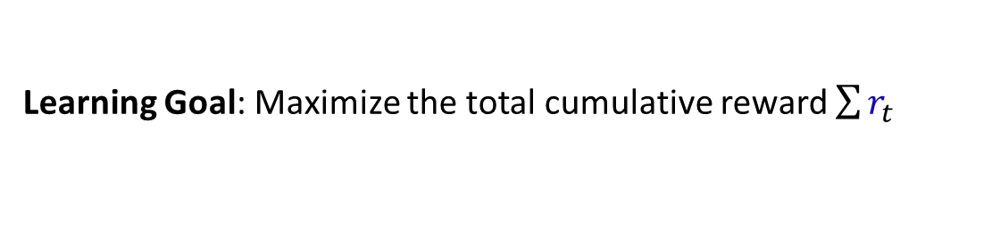 Learning Goal: Maximize the total cumulative reward ∑ rₜ